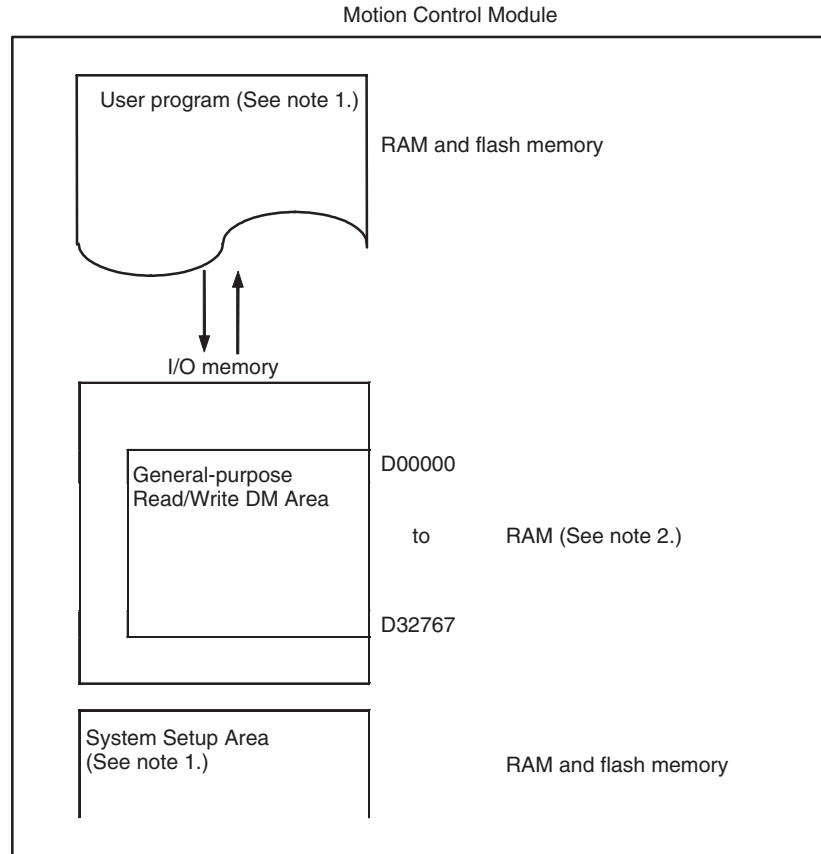 Motion Control Module
User program (See note 1.)
RAM and flash memory
I/O memory
General-purpose
Read/Write DM Area
D00000
to
RAM (See note 2.)
D32767
System Setup Area
(See note 1.)
RAM and flash memory